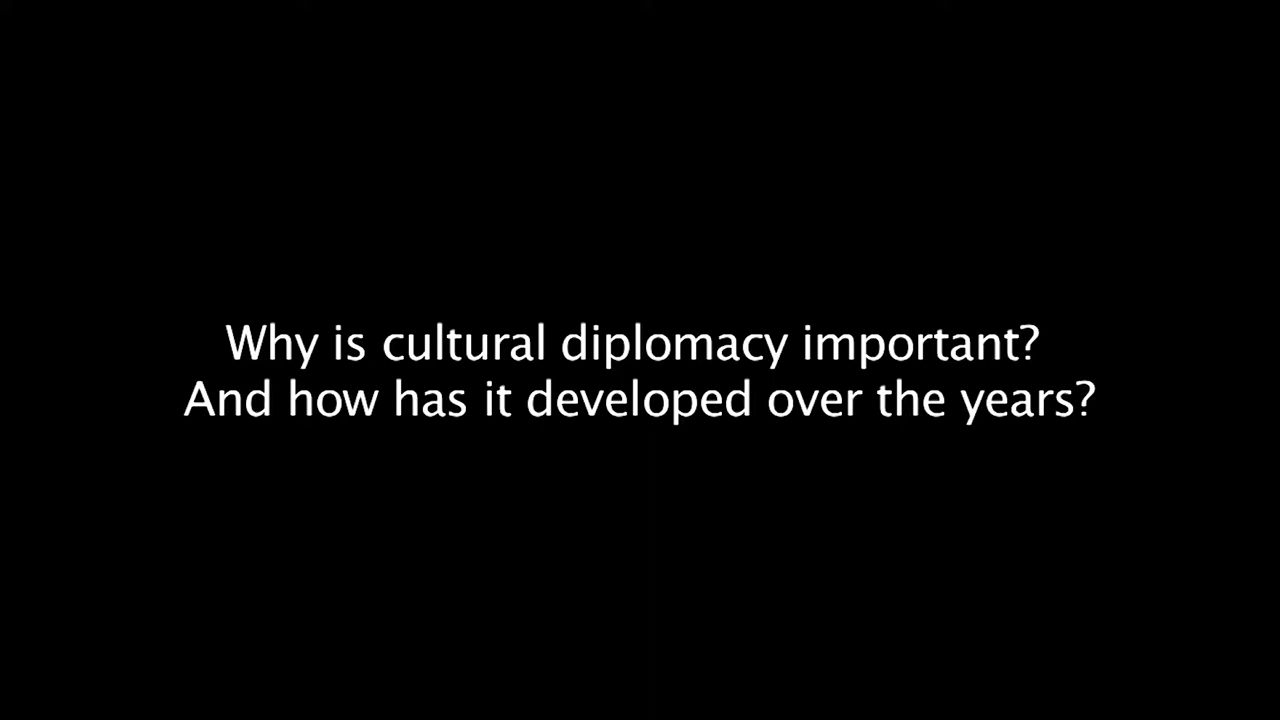 Why is cultural diplomacy important?
And how has it developed over the years?